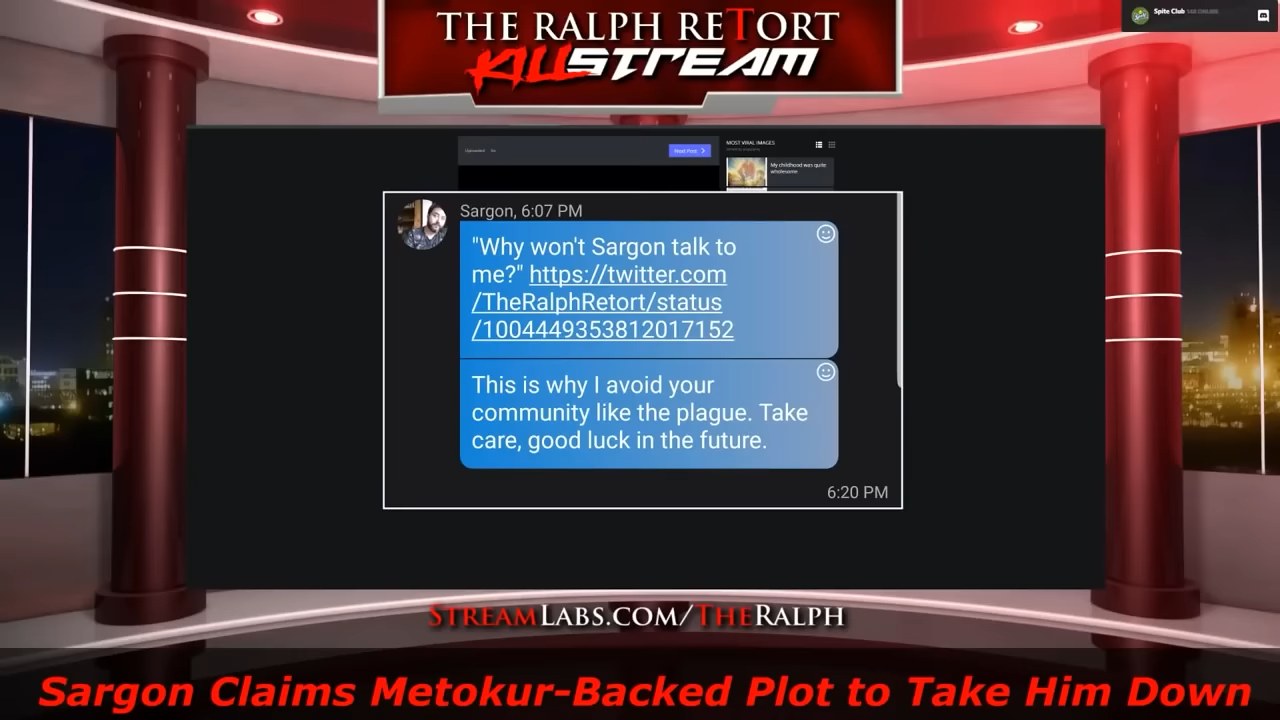 THE RALPH RETORT
KILLSTREAM
Spite Club
Next Post
MOST VIRAL IMAGES
My childhood was quite
wholesome
Sargon, 6:07 PM
"Why won't Sargon talk to
me?" https://twitter.com
/TheRalphRetort/status
/1004449353812017152
This is why I avoid your
community like the plague. Take
care, good luck in the future.
6:20 PM
STREAMLABS.COM/THERALPH
Sargon Claims Metokur-Backed Plot to Take Him Down